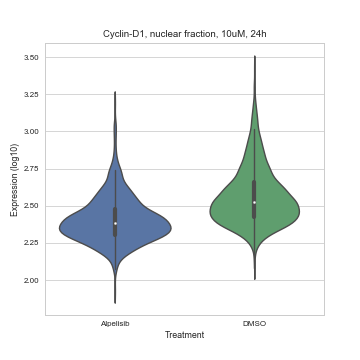 Cyclin-D1, nuclear fraction, 10uM, 24h
3.50
3.25
3.00
2.75
2.50
2.25
2.00
Expression (log10)
Alpelisib
DMSO
Treatment